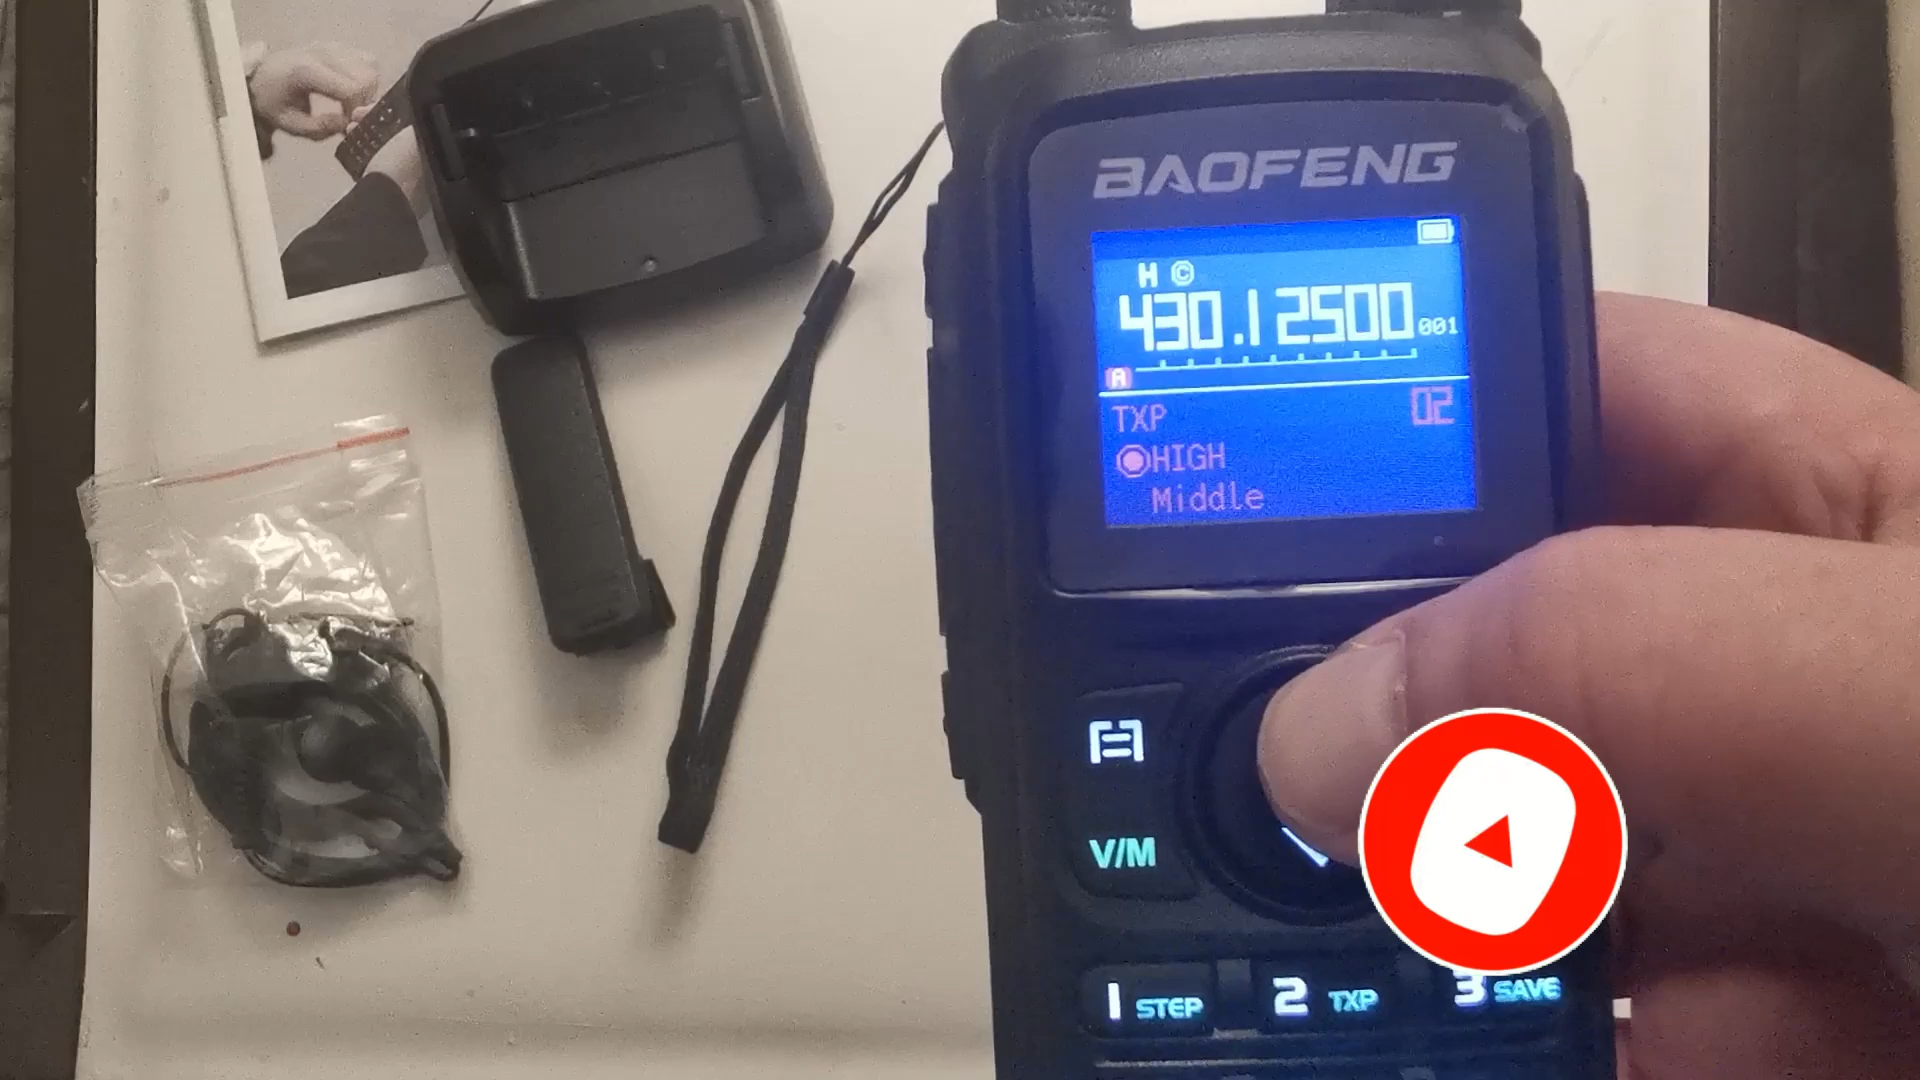 BAOFENG
H C
430.12500 001
A
TXP 02
HIGH
Middle
V/M
1 STEP 2 TXP 3 SAVE